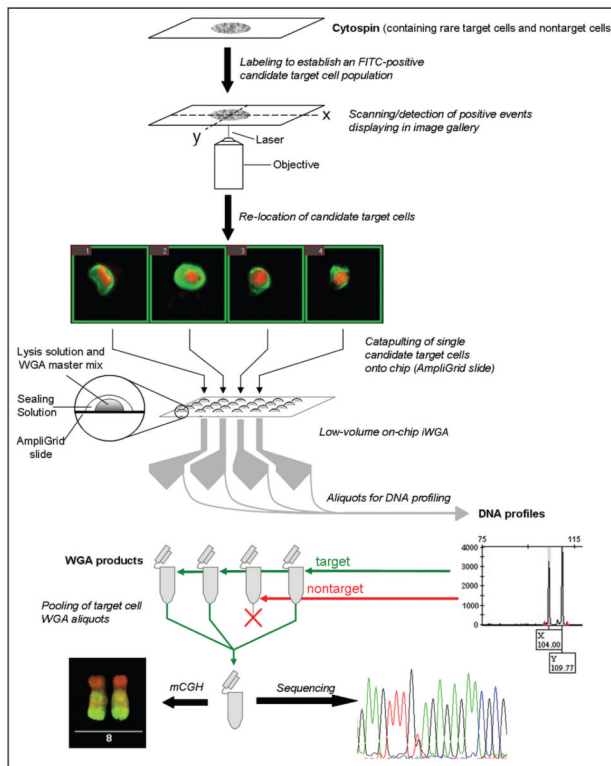 Cytospin (containing rare target cells and nontarget cells
Labeling to establish an FITC-positive
candidate target cell population
Scanning/detection of positive events
displaying in image gallery
x
y
Laser
Objective
Re-location of candidate target cells
1
2
3
4
Catapulting of single
candidate target cells
onto chip (AmpliGrid slide)
Lysis solution and
WGA master mix
Sealing
Solution
AmpliGrid
slide
Low-volume on-chip iWGA
Aliquots for DNA profiling
DNA profiles
75
115
4000
3000
2000
1000
0
X
104.00
Y
109.77
WGA products
target
nontarget
Pooling of target cell
WGA aliquots
mCGH
Sequencing
8